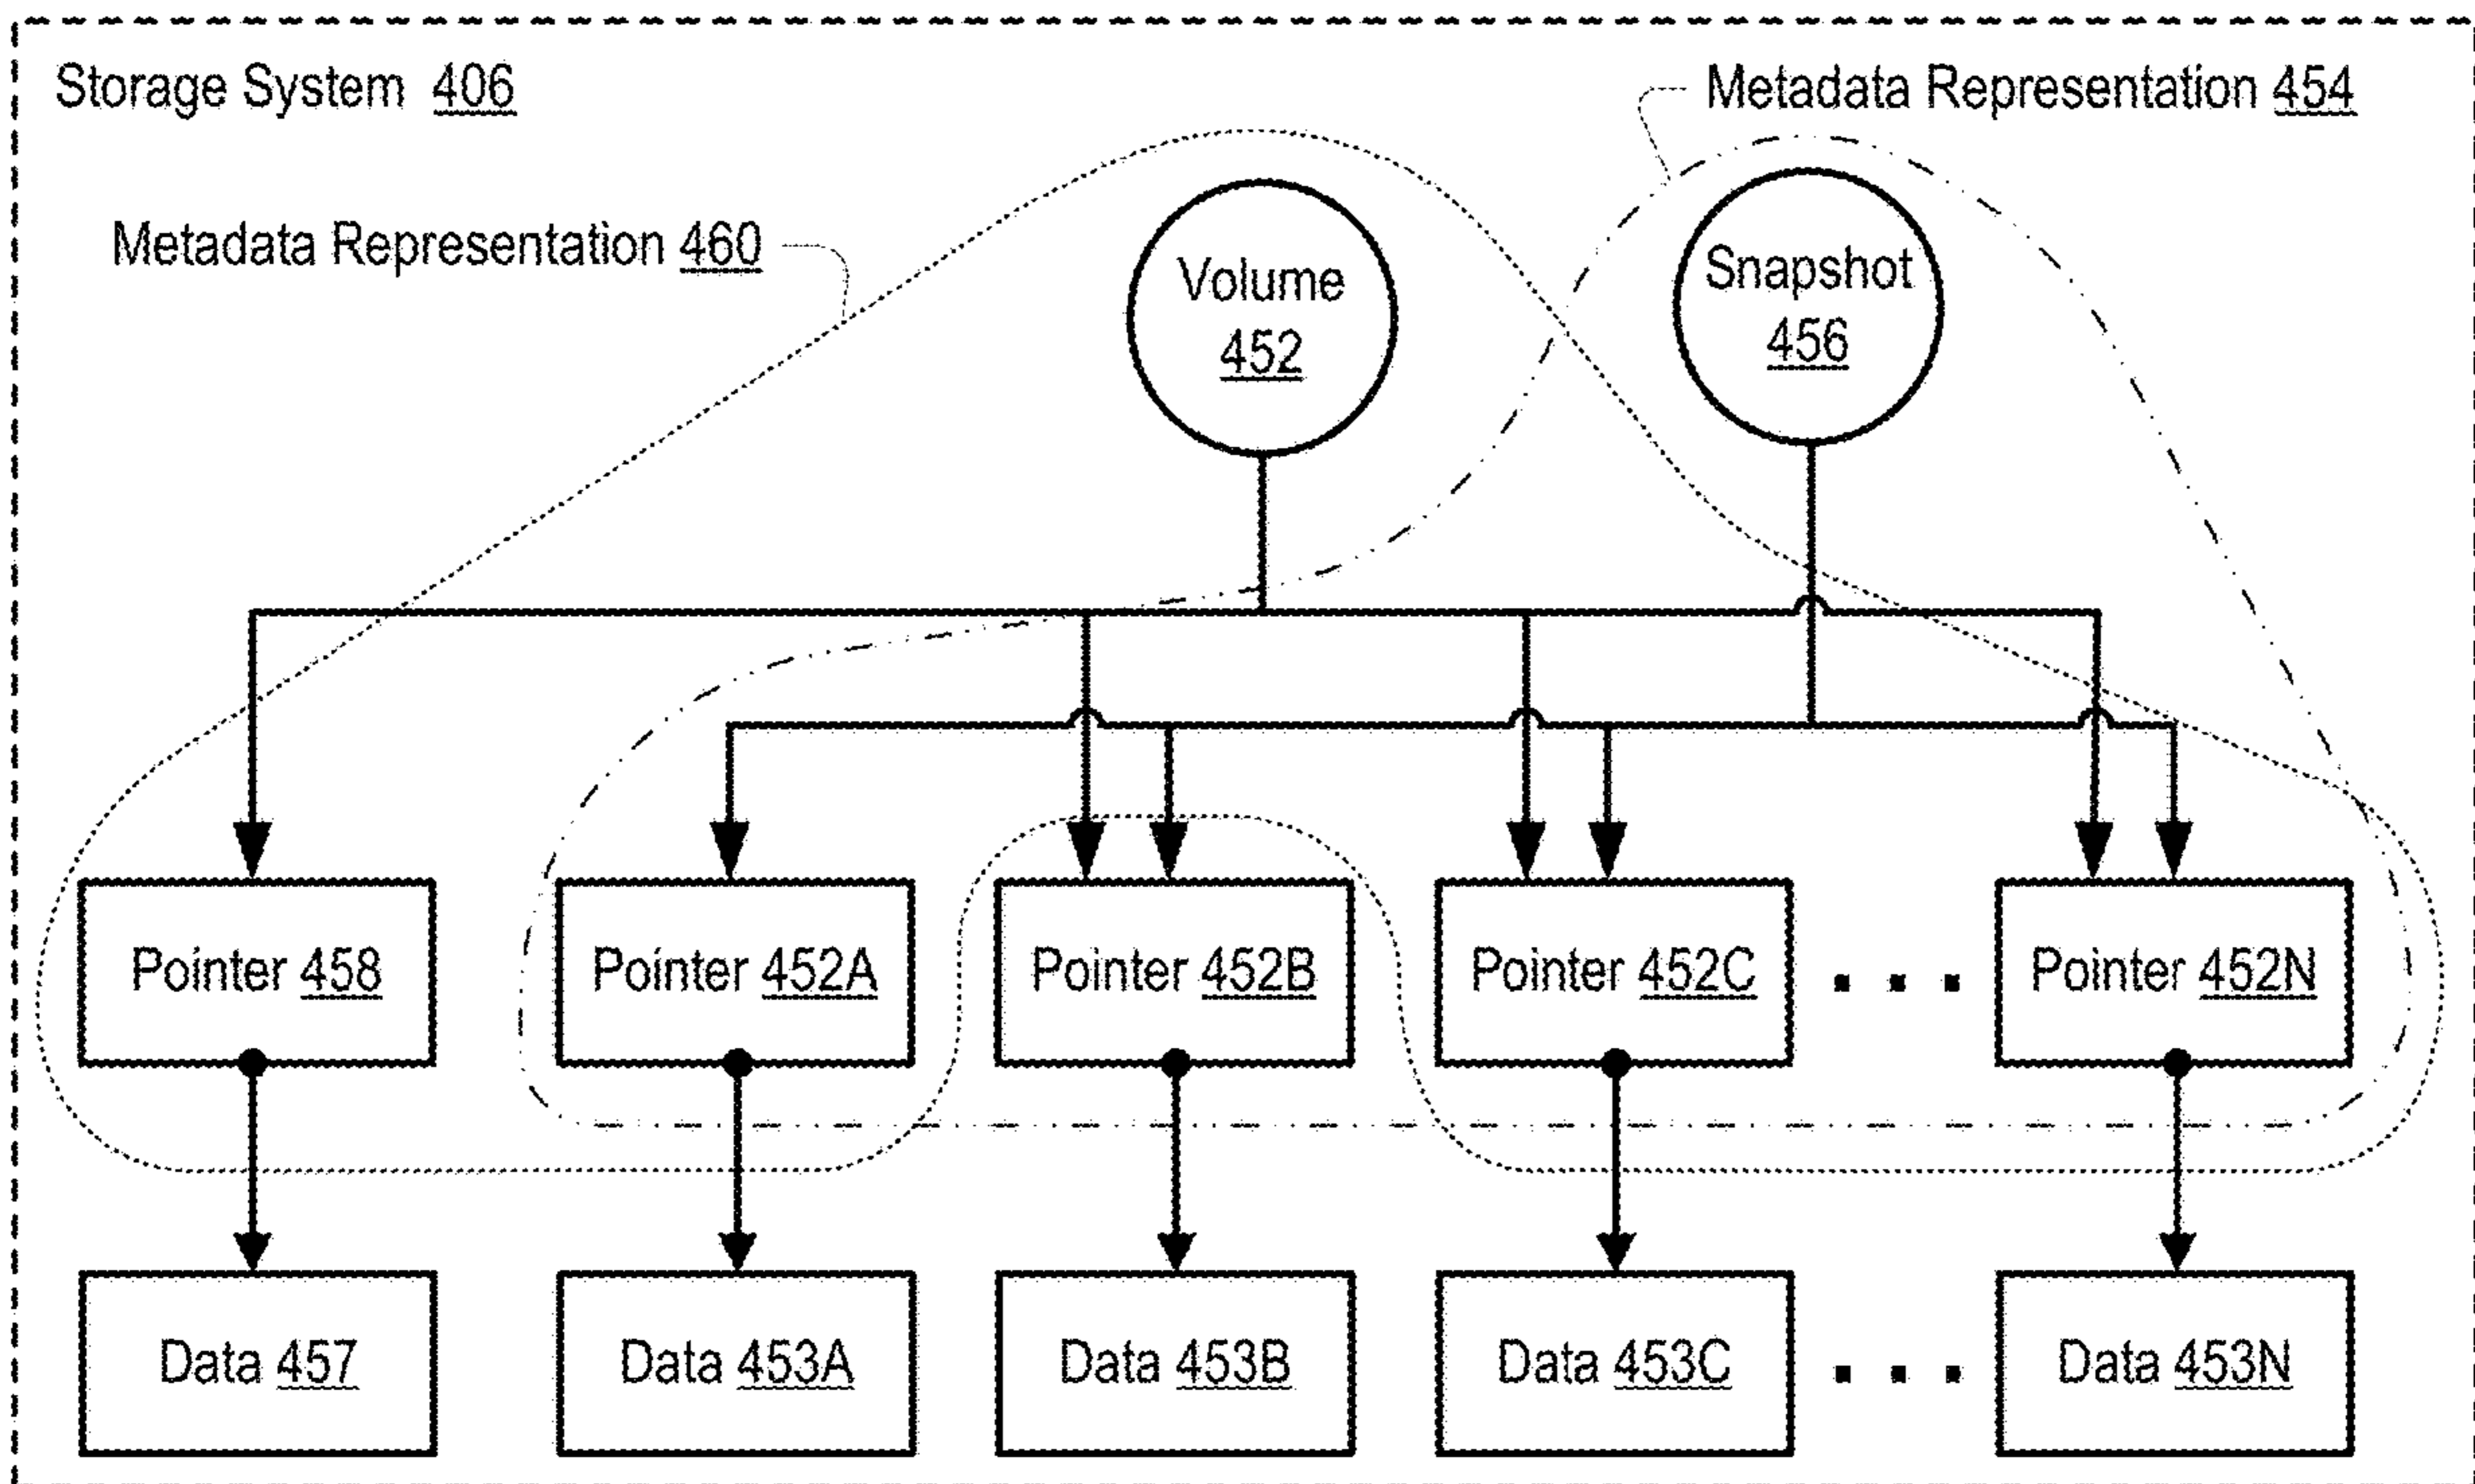 Storage System 406
Metadata Representation 454
Metadata Representation 460
Volume
452
Snapshot
456
Pointer 458
Pointer 452A
Pointer 452B
Pointer 452C
. . .
Pointer 452N
Data 457
Data 453A
Data 453B
Data 453C
. . .
Data 453N